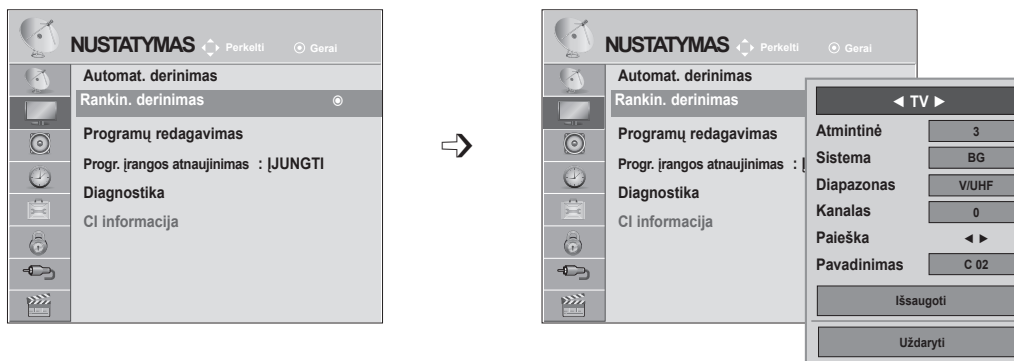 NUSTATYMAS Perkelti Gerai
Automat. derinimas
Rankin. derinimas
Programų redagavimas
Progr. įrangos atnaujinimas : ĮJUNGTI
Diagnostika
CI informacija
NUSTATYMAS Perkelti Gerai
Automat. derinimas
Rankin. derinimas
Programų redagavimas
Progr. įrangos atnaujinimas : Į
Diagnostika
CI informacija
◄ TV ►
Atmintinė 3
Sistema BG
Diapazonas V/UHF
Kanalas 0
Paieška ◄ ►
Pavadinimas C 02
Išsaugoti
Uždaryti